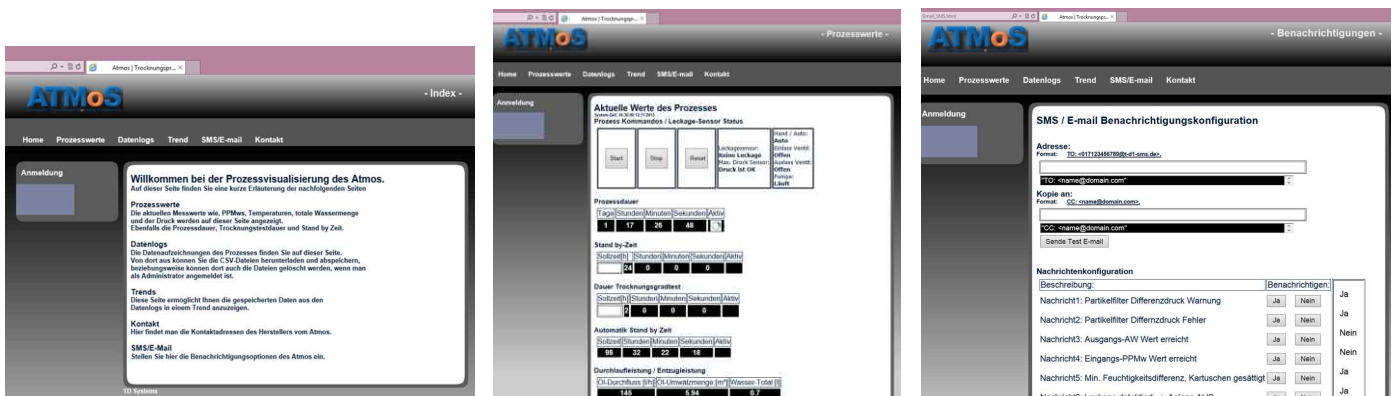 Atmos | Trocknungspr...
ATMoS
- Index -
Home Prozesswerte Datenlogs Trend SMS/E-mail Kontakt
Anmeldung
Willkommen bei der Prozessvisualisierung des Atmos.
Auf dieser Seite finden Sie eine kurze Erläuterung der nachfolgenden Seiten
Prozesswerte
Die aktuellen Messwerte wie, PPMws, Temperaturen, totale Wassermenge
und der Druck werden auf dieser Seite angezeigt.
Ebenfalls die Prozessdauer, Trocknungstestdauer und Stand by Zeit.
Datenlogs
Die Datenaufzeichnungen des Prozesses finden Sie auf dieser Seite.
Von dort aus können Sie die CSV-Dateien herunterladen und abspeichern,
beziehungsweise können dort auch die Dateien gelöscht werden, wenn man
als Administrator angemeldet ist.
Trends
Diese Seite ermöglicht Ihnen die gespeicherten Daten aus den
Datenlogs in einem Trend anzuzeigen.
Kontakt
Hier findet man die Kontaktadressen des Herstellers vom Atmos.
SMS/E-Mail
Stellen Sie hier die Benachrichtigungsoptionen des Atmos ein.
TD Systems
Atmos | Trocknungspr...
ATMoS
- Prozesswerte -
Home Prozesswerte Datenlogs Trend SMS/E-mail Kontakt
Anmeldung
Aktuelle Werte des Prozesses
Prozess Kommandos / Leckage-Sensor Status
Start Stop Reset
Leckagesensor:
Keine Leckage
Max. Druck Sensor:
Druck ist OK
Hand / Auto:
Auto
Einlass Ventil:
Offen
Auslass Ventil:
Offen
Pumpe:
Läuft
Prozessdauer
Tage Stunden Minuten Sekunden Aktiv
1 17 26 48
Stand by-Zeit
Sollzeit[h] Stunden Minuten Sekunden Aktiv
24 0 0 0
Dauer Trocknungsgradtest
Sollzeit[h] Stunden Minuten Sekunden Aktiv
2 0 0 0
Automatik Stand by Zeit
Sollzeit Stunden Minuten Sekunden Aktiv
96 32 22 18
Durchlaufleistung / Entzugleistung
Öl-Durchfluss [l/h] Öl-Umwälzmenge [m³] Wasser-Total [l]
145 5.94 0.7
Atmos | Trocknungspr...
ATMoS
- Benachrichtigungen -
Home Prozesswerte Datenlogs Trend SMS/E-mail Kontakt
Anmeldung
SMS / E-mail Benachrichtigungskonfiguration
Adresse:
Format: TO: <017123456789@t-d1-sms.de>,
"TO: <name@domain.com"
Kopie an:
Format: CC: <name@domain.com>,
"CC: <name@domain.com"
Sende Test E-mail
Nachrichtenkonfiguration
Beschreibung: Benachrichtigen:
Nachricht1: Partikelfilter Differenzdruck Warnung Ja Nein Ja
Nachricht2: Partikelfilter Differnzdruck Fehler Ja Nein Ja
Nachricht3: Ausgangs-AW Wert erreicht Ja Nein Nein
Nachricht4: Eingangs-PPMw Wert erreicht Ja Nein Nein
Nachricht5: Min. Feuchtigkeitsdifferenz, Kartuschen gesättigt Ja Nein Ja
Ja